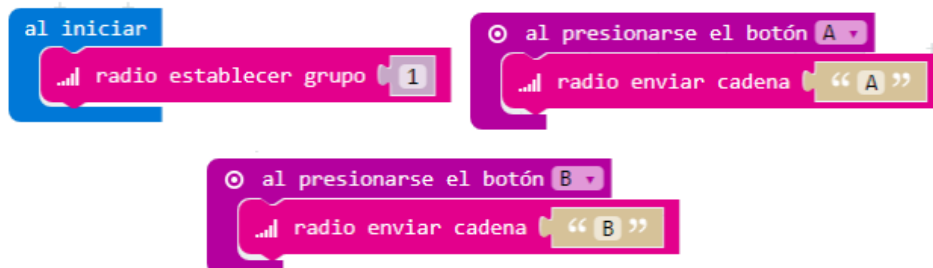 al iniciar
radio establecer grupo 1
al presionarse el botón A
radio enviar cadena “ A ”
al presionarse el botón B
radio enviar cadena “ B ”